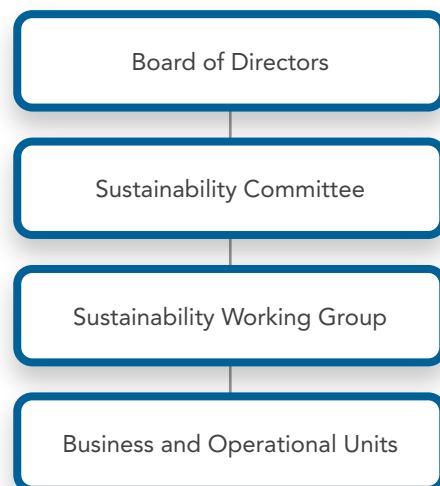 Board of Directors
Sustainability Committee
Sustainability Working Group
Business and Operational Units